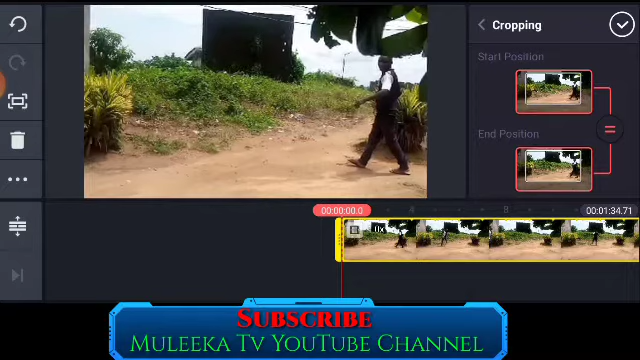 Cropping
Start Position
End Position
00:00:00.0
00:01:34.71
Subscribe
Muleeka Tv YouTube Channel